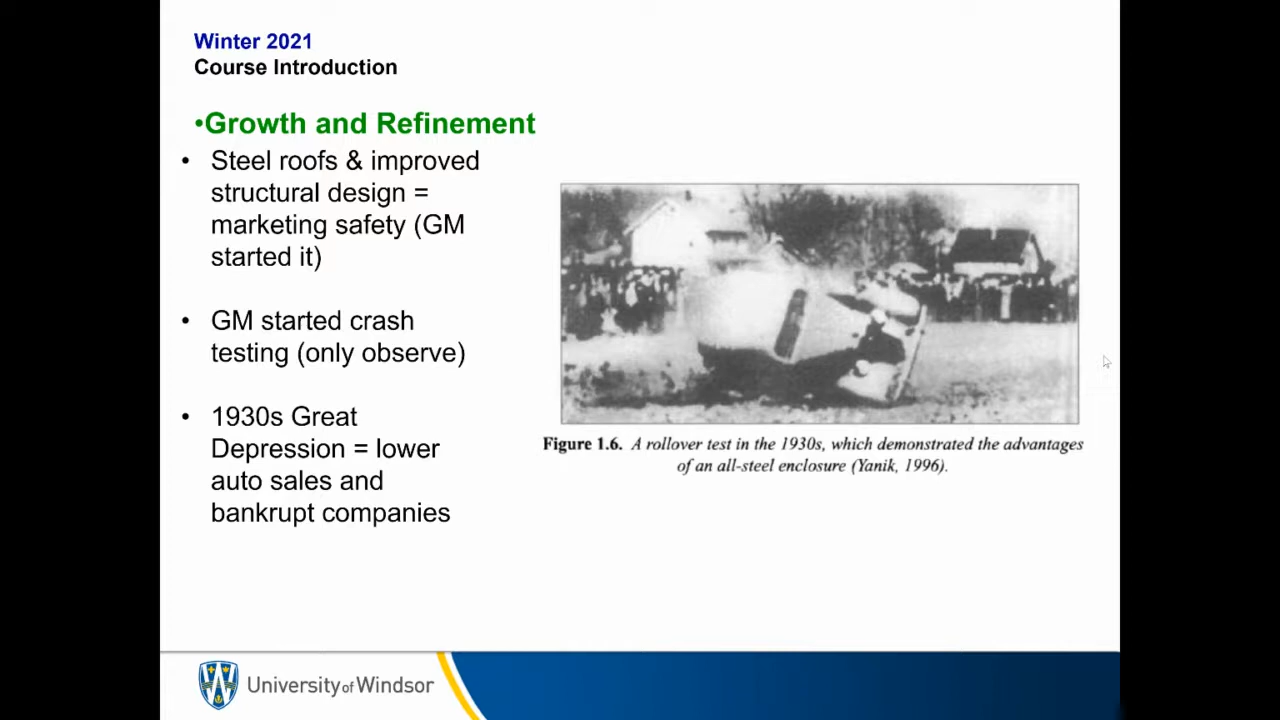 Winter 2021
Course Introduction
•Growth and Refinement
• Steel roofs & improved
structural design =
marketing safety (GM
started it)
• GM started crash
testing (only observe)
• 1930s Great
Depression = lower
auto sales and
bankrupt companies
Figure 1.6. A rollover test in the 1930s, which demonstrated the advantages
of an all-steel enclosure (Yanik, 1996).
University of Windsor